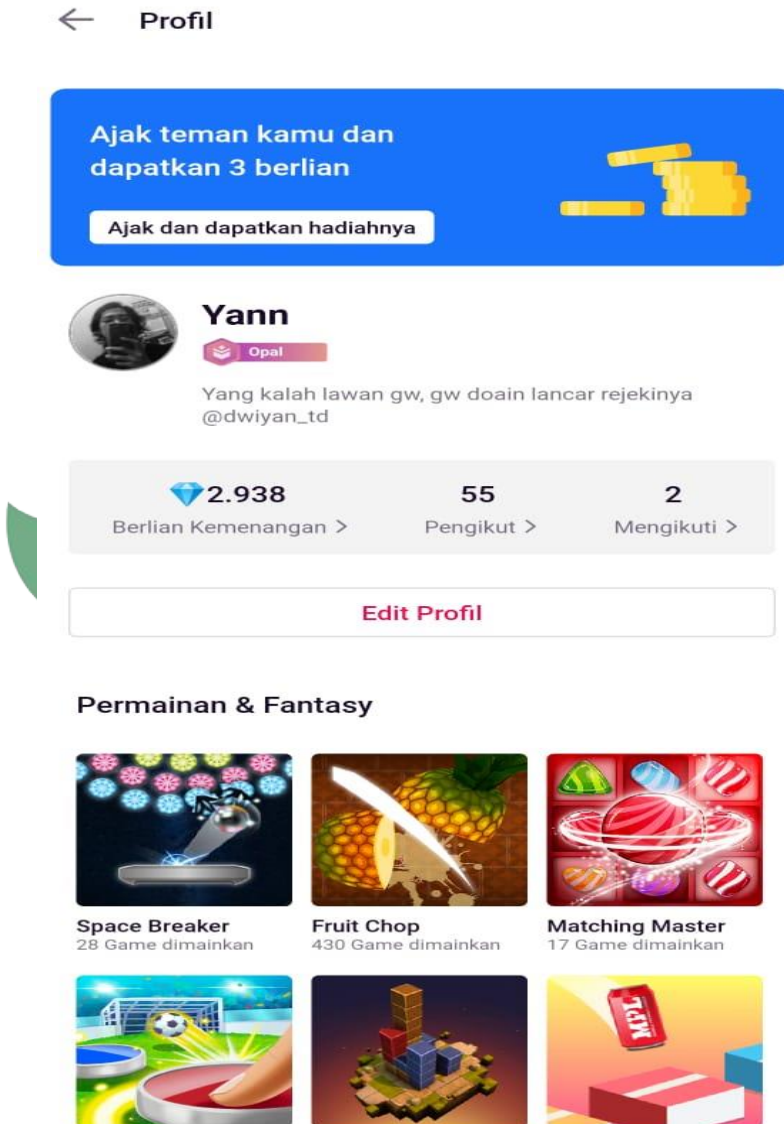 Profil
Ajak teman kamu dan
dapatkan 3 berlian
Ajak dan dapatkan hadiahnya
Yann
Opal
Yang kalah lawan gw, gw doain lancar rejekinya
@dwiyan_td
2.938 55 2
Berlian Kemenangan > Pengikut > Mengikuti >
Edit Profil
Permainan & Fantasy
Space Breaker Fruit Chop Matching Master
28 Game dimainkan 430 Game dimainkan 17 Game dimainkan
MPL